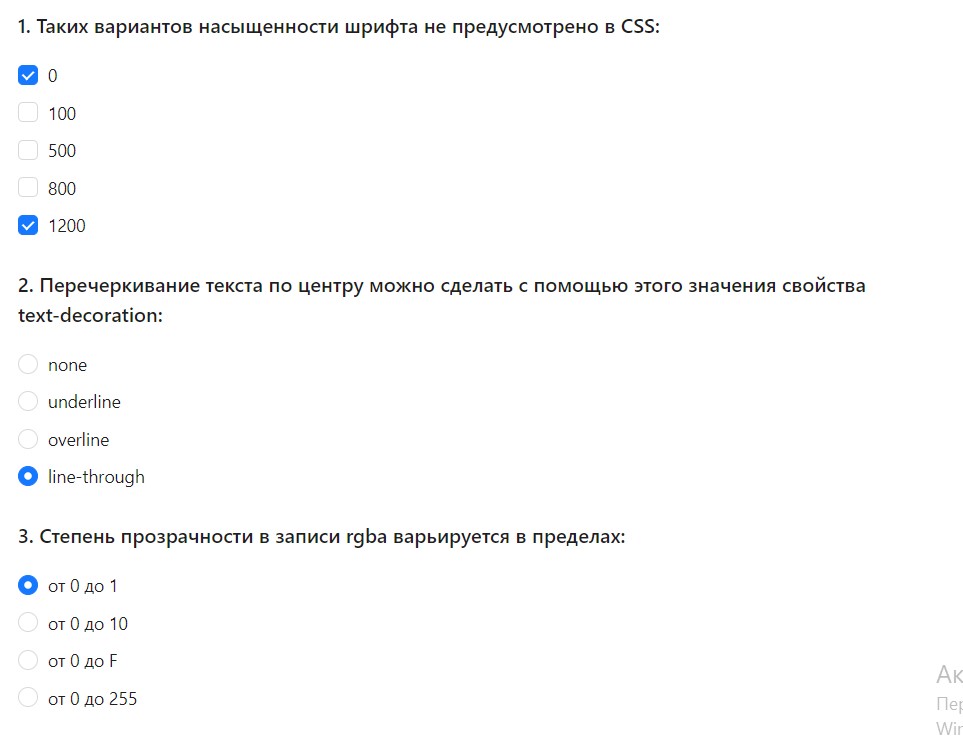 1. Таких вариантов насыщенности шрифта не предусмотрено в CSS:
0
100
500
800
1200
2. Перечеркивание текста по центру можно сделать с помощью этого значения свойства
text-decoration:
none
underline
overline
line-through
3. Степень прозрачности в записи rgba варьируется в пределах:
от 0 до 1
от 0 до 10
от 0 до F
от 0 до 255
Ак
Пер
Wir